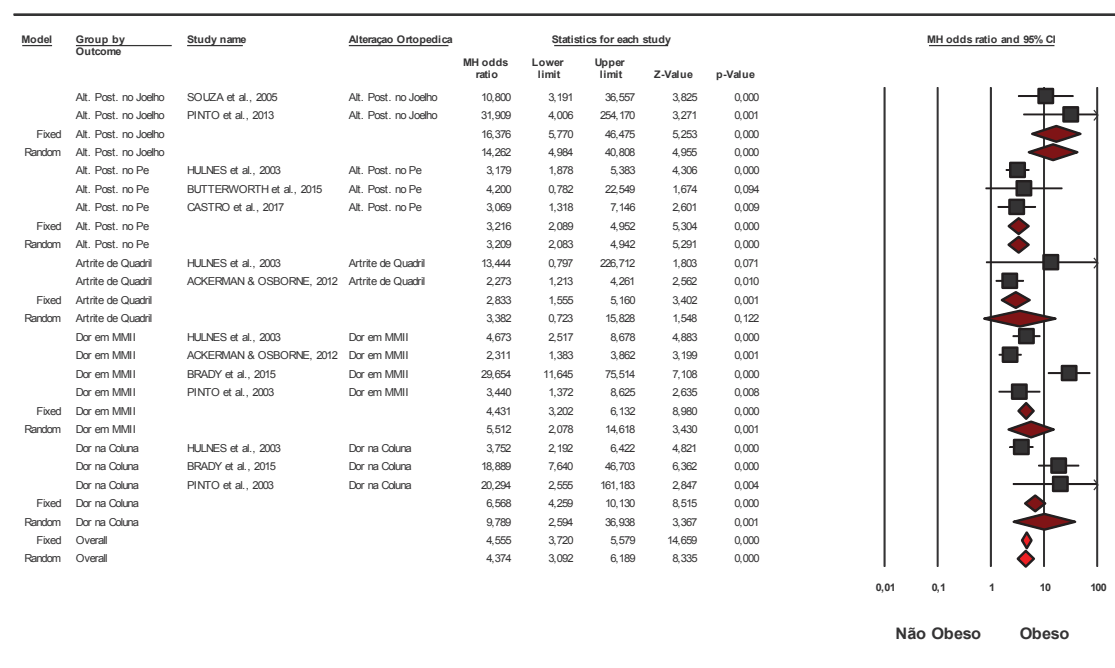 Model Group by Study name Alteraçao Ortopedica Statistics for each study MH odds ratio and 95% CI
Outcome
MH odds Lower Upper
ratio limit limit Z-Value p-Value
Alt. Post. no Joelho SOUZA et al., 2005 Alt. Post. no Joelho 10,800 3,191 36,557 3,825 0,000
Alt. Post. no Joelho PINTO et al., 2013 Alt. Post. no Joelho 31,909 4,006 254,170 3,271 0,001
Fixed Alt. Post. no Joelho 16,376 5,770 46,475 5,253 0,000
Random Alt. Post. no Joelho 14,262 4,984 40,808 4,955 0,000
Alt. Post. no Pe HULNES et al., 2003 Alt. Post. no Pe 3,179 1,878 5,383 4,306 0,000
Alt. Post. no Pe BUTTERWORTH et al., 2015 Alt. Post. no Pe 4,200 0,782 22,549 1,674 0,094
Alt. Post. no Pe CASTRO et al., 2017 Alt. Post. no Pe 3,069 1,318 7,146 2,601 0,009
Fixed Alt. Post. no Pe 3,216 2,089 4,952 5,304 0,000
Random Alt. Post. no Pe 3,209 2,083 4,942 5,291 0,000
Artrite de Quadril HULNES et al., 2003 Artrite de Quadril 13,444 0,797 226,712 1,803 0,071
Artrite de Quadril ACKERMAN & OSBORNE, 2012 Artrite de Quadril 2,273 1,213 4,261 2,562 0,010
Fixed Artrite de Quadril 2,833 1,555 5,160 3,402 0,001
Random Artrite de Quadril 3,382 0,723 15,828 1,548 0,122
Dor em MMII HULNES et al., 2003 Dor em MMII 4,673 2,517 8,678 4,883 0,000
Dor em MMII ACKERMAN & OSBORNE, 2012 Dor em MMII 2,311 1,383 3,862 3,199 0,001
Dor em MMII BRADY et al., 2015 Dor em MMII 29,654 11,645 75,514 7,108 0,000
Dor em MMII PINTO et al., 2003 Dor em MMII 3,440 1,372 8,625 2,635 0,008
Fixed Dor em MMII 4,431 3,202 6,132 8,980 0,000
Random Dor em MMII 5,512 2,078 14,618 3,430 0,001
Dor na Coluna HULNES et al., 2003 Dor na Coluna 3,752 2,192 6,422 4,821 0,000
Dor na Coluna BRADY et al., 2015 Dor na Coluna 18,889 7,640 46,703 6,362 0,000
Dor na Coluna PINTO et al., 2003 Dor na Coluna 20,294 2,555 161,183 2,847 0,004
Fixed Dor na Coluna 6,568 4,259 10,130 8,515 0,000
Random Dor na Coluna 9,789 2,594 36,938 3,367 0,001
Fixed Overall 4,555 3,720 5,579 14,659 0,000
Random Overall 4,374 3,092 6,189 8,335 0,000
0,01 0,1 1 10 100
Não Obeso Obeso